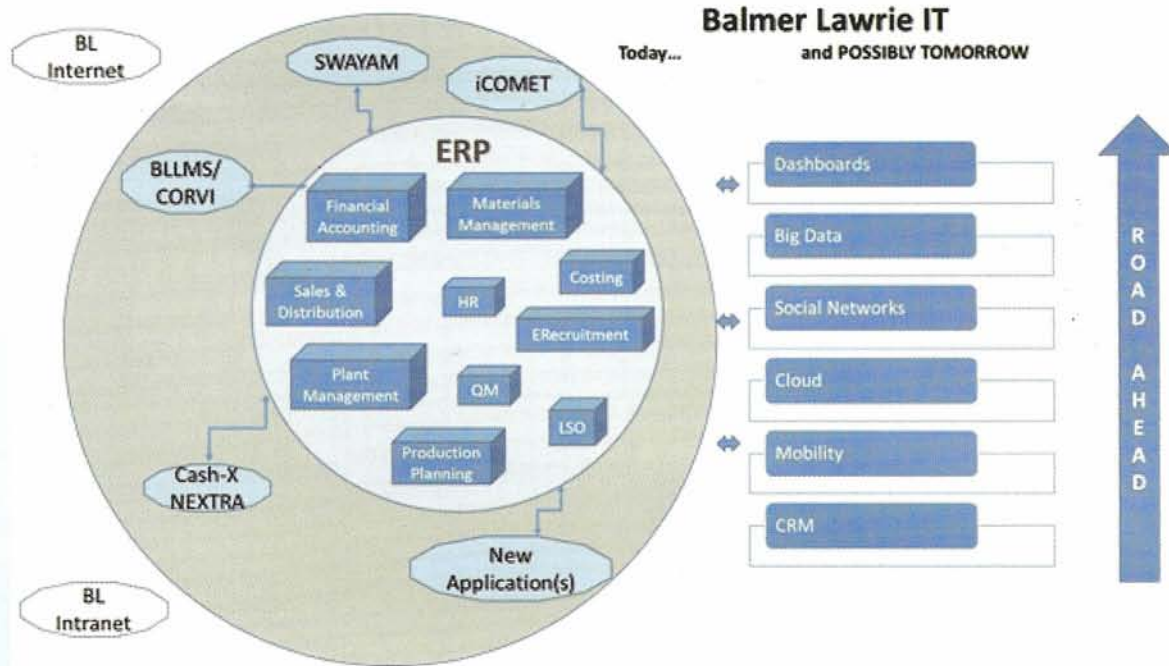 Balmer Lawrie IT
Today...
and POSSIBLY TOMORROW
BL
Internet
SWAYAM
iCOMET
BLLMS/
CORVI
ERP
Financial
Accounting
Materials
Management
Costing
Sales &
Distribution
HR
ERecruitment
Plant
Management
QM
LSO
Production
Planning
Cash-X
NEXTRA
New
Application(s)
BL
Intranet
Dashboards
Big Data
Social Networks
Cloud
Mobility
CRM
ROAD AHEAD